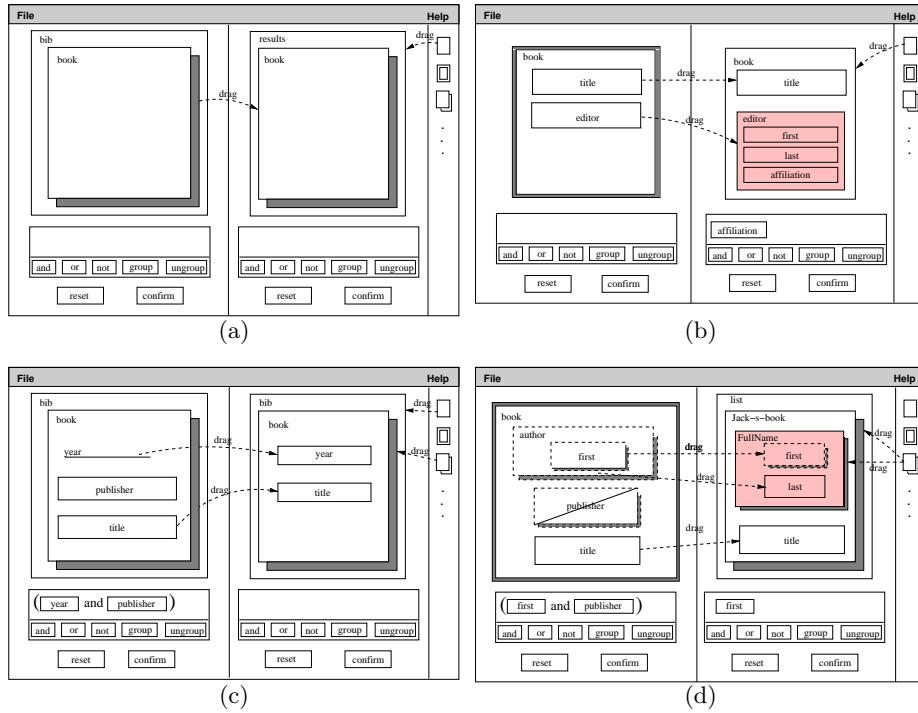 File Help
bib
book
results
book
drag
drag
and or not group ungroup
reset confirm
and or not group ungroup
reset confirm
(a)
File Help
book
title
editor
drag
drag
drag
book
title
editor
first
last
affiliation
and or not group ungroup
reset confirm
affiliation
and or not group ungroup
reset confirm
(b)
File Help
bib
book
year
publisher
title
drag
drag
drag
drag
bib
book
year
title
(year and publisher)
and or not group ungroup
reset confirm
and or not group ungroup
reset confirm
(c)
File Help
book
author
first
publisher
title
drag
drag
drag
drag
drag
list
Jack-s-book
FullName
first
last
title
(first and publisher)
and or not group ungroup
reset confirm
first
and or not group ungroup
reset confirm
(d)